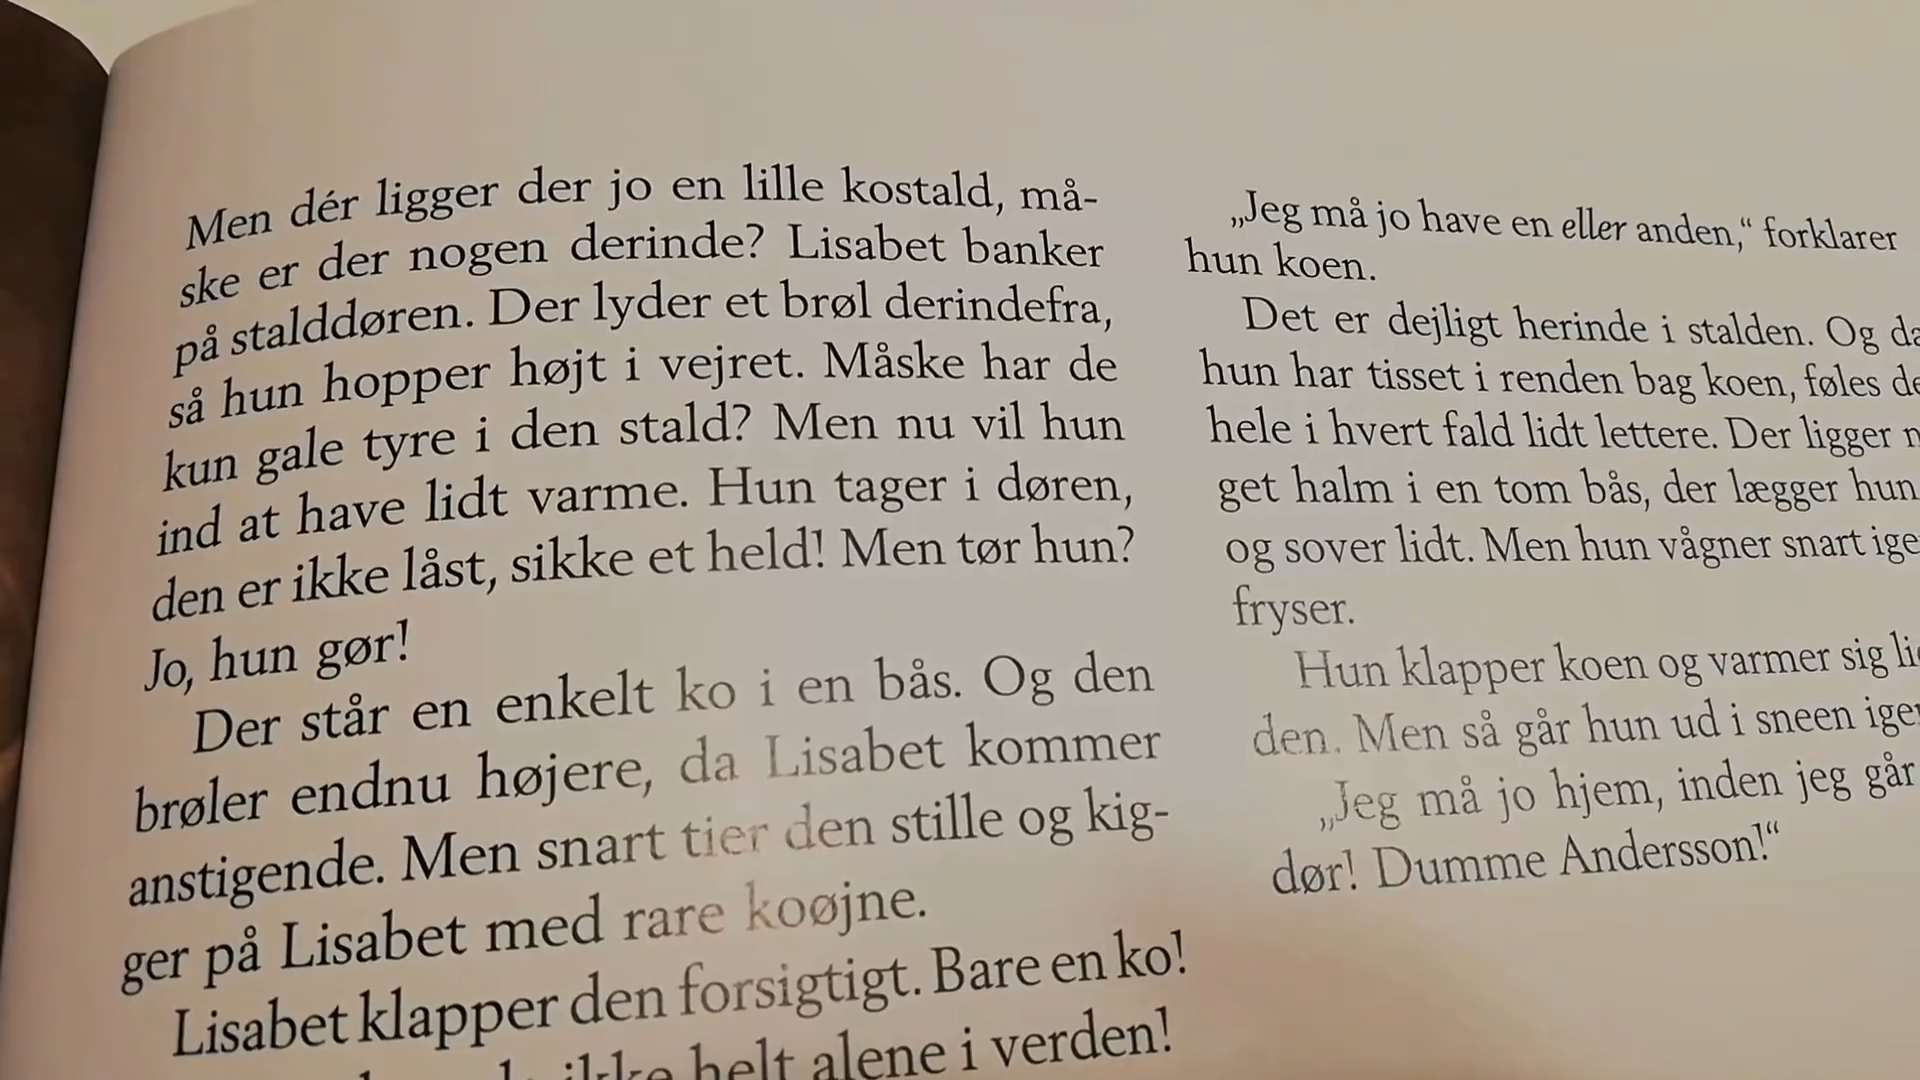 Men dér ligger der jo en lille kostald, må-
ske er der nogen derinde? Lisabet banker
på stalddøren. Der lyder et brøl derindefra,
så hun hopper højt i vejret. Måske har de
kun gale tyre i den stald? Men nu vil hun
ind at have lidt varme. Hun tager i døren,
den er ikke låst, sikke et held! Men tør hun?
Jo, hun gør!
Der står en enkelt ko i en bås. Og den
brøler endnu højere, da Lisabet kommer
anstigende. Men snart tier den stille og kig-
ger på Lisabet med rare koøjne.
Lisabet klapper den forsigtigt. Bare en ko!
ikke helt alene i verden!
„Jeg må jo have en eller anden,“ forklarer
hun koen.
Det er dejligt herinde i stalden. Og
hun har tisset i renden bag koen, føles
hele i hvert fald lidt lettere. Der ligger
get halm i en tom bås, der lægger hun
og sover lidt. Men hun vågner snart
fryser.
Hun klapper koen og varmer sig
den. Men så går hun ud i sneen
„Jeg må jo hjem, inden jeg går
dør! Dumme Andersson!“